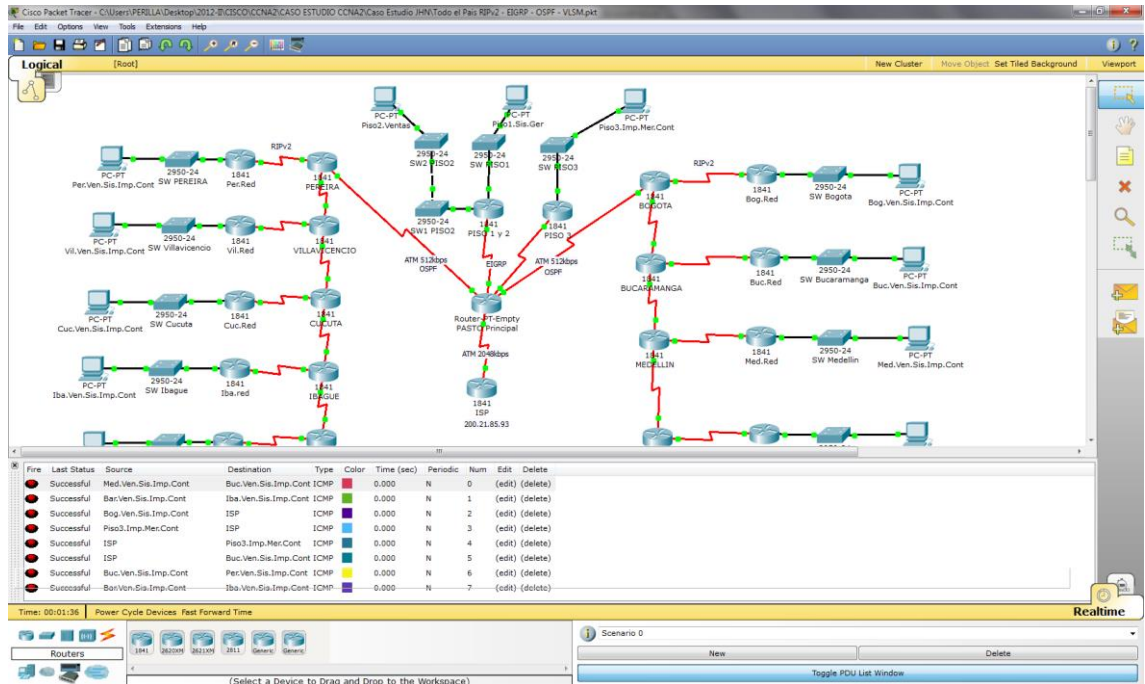 Cisco Packet Tracer - C:\Users\PERILLA\Desktop\2012-II\CISCO\CCNA2\CASO ESTUDIO CCNA2\Caso Estudio JHN\Todo el Pais RIPv2 - EIGRP - OSPF - VLSM.pkt
File Edit Options View Tools Extensions Help
Logical [Root] New Cluster Move Object Set Tiled Background Viewport
PC-PT
Piso2.Ventas
PC-PT
Piso1.Sis.Ger
PC-PT
Piso3.Imp.Mer.Cont
2950-24
SW2 PISO2
2950-24
SW PISO1
2950-24
SW PISO3
2950-24
SW1 PISO2
1841
PISO 1 y 2
1841
PISO 3
RIPv2
PC-PT
Per.Ven.Sis.Imp.Cont
2950-24
SW PEREIRA
1841
Per.Red
1841
PEREIRA
PC-PT
Vil.Ven.Sis.Imp.Cont
2950-24
SW Villavicencio
1841
Vil.Red
1841
VILLAVICENCIO
PC-PT
Cuc.Ven.Sis.Imp.Cont
2950-24
SW Cucuta
1841
Cuc.Red
1841
CUCUTA
PC-PT
Iba.Ven.Sis.Imp.Cont
2950-24
SW Ibague
1841
Iba.red
1841
IBAGUE
ATM 512kbps
OSPF
EIGRP
ATM 512kbps
OSPF
Router-PT-Empty
PASTO Principal
ATM 2048kbps
1841
ISP
200.21.85.93
RIPv2
1841
BOGOTA
1841
Bog.Red
2950-24
SW Bogota
PC-PT
Bog.Ven.Sis.Imp.Cont
1841
BUCARAMANGA
1841
Buc.Red
2950-24
SW Bucaramanga
PC-PT
Buc.Ven.Sis.Imp.Cont
1841
MEDELLIN
1841
Med.Red
2950-24
SW Medellin
PC-PT
Med.Ven.Sis.Imp.Cont
Fire Last Status Source Destination Type Color Time (sec) Periodic Num Edit Delete
Successful Med.Ven.Sis.Imp.Cont Buc.Ven.Sis.Imp.Cont ICMP 0.000 N 0 (edit) (delete)
Successful Bar.Ven.Sis.Imp.Cont Iba.Ven.Sis.Imp.Cont ICMP 0.000 N 1 (edit) (delete)
Successful Bog.Ven.Sis.Imp.Cont ISP ICMP 0.000 N 2 (edit) (delete)
Successful Piso3.Imp.Mer.Cont ISP ICMP 0.000 N 3 (edit) (delete)
Successful ISP Piso3.Imp.Mer.Cont ICMP 0.000 N 4 (edit) (delete)
Successful ISP Buc.Ven.Sis.Imp.Cont ICMP 0.000 N 5 (edit) (delete)
Successful Buc.Ven.Sis.Imp.Cont Per.Ven.Sis.Imp.Cont ICMP 0.000 N 6 (edit) (delete)
Successful Bar.Ven.Sis.Imp.Cont Iba.Ven.Sis.Imp.Cont ICMP 0.000 N 7 (edit) (delete)
Time: 00:01:36 Power Cycle Devices Fast Forward Time Realtime
Routers
1841 2620XM 2621XM 2811 Generic Generic
(Select a Device to Drag and Drop to the Workspace)
Scenario 0
New Delete
Toggle PDU List Window